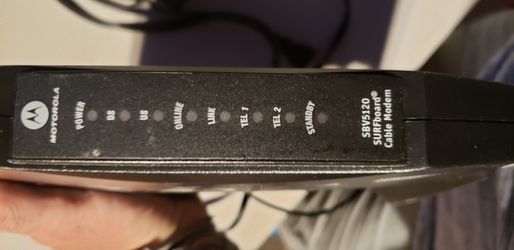 MOTOROLA
POWER
DS
US
ONLINE
LINK
TEL 1
TEL 2
STANDBY
SBV5120
SURFboard®
Cable Modem